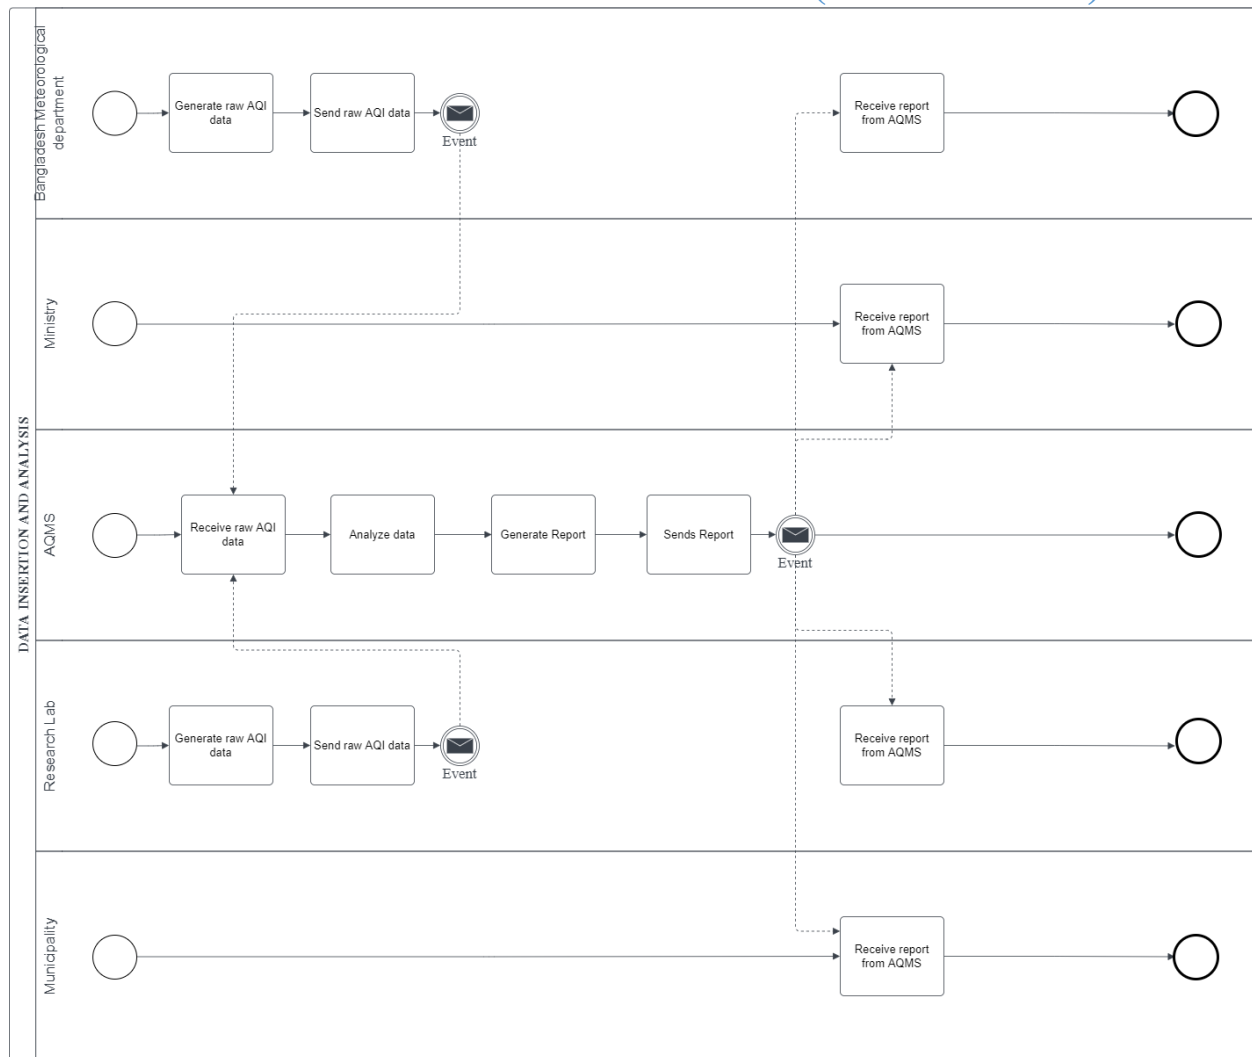 DATA INSERTION AND ANALYSIS
Bangladesh Meteorological
department
Generate raw AQI
data
Send raw AQI data
Event
Receive report
from AQMS
Ministry
Receive report
from AQMS
AQMS
Receive raw AQI
data
Analyze data
Generate Report
Sends Report
Event
Research Lab
Generate raw AQI
data
Send raw AQI data
Event
Receive report
from AQMS
Municipality
Receive report
from AQMS